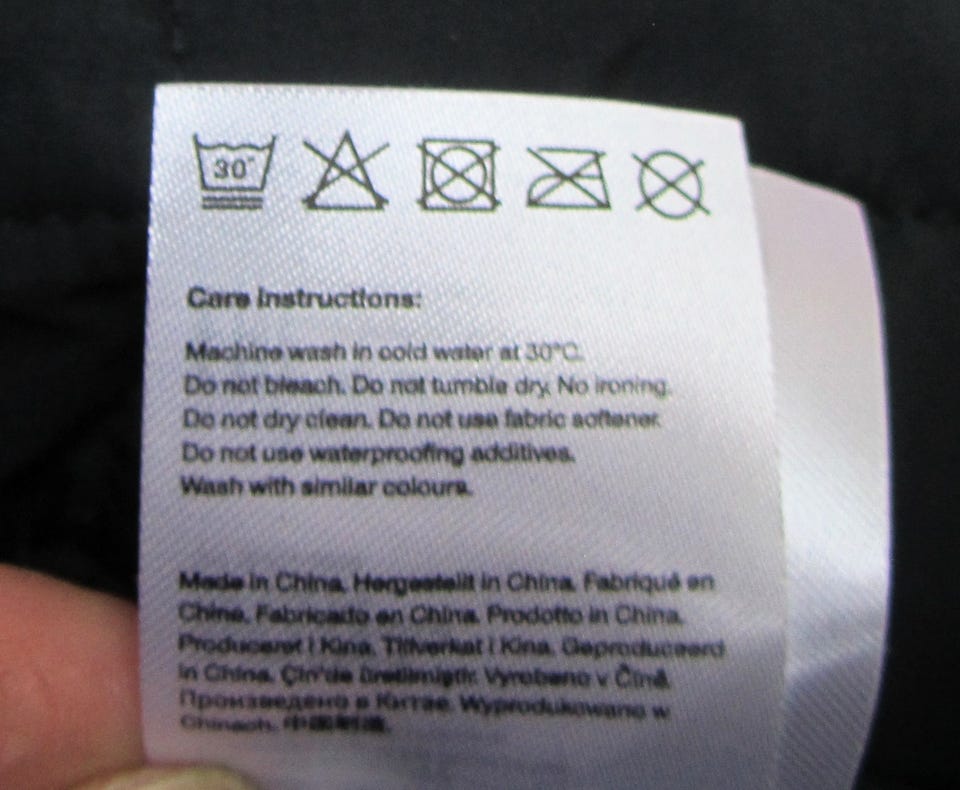 30°
Care instructions:
Machine wash in cold water at 30°C.
Do not bleach. Do not tumble dry. No ironing.
Do not dry clean. Do not use fabric softener.
Do not use waterproofing additives.
Wash with similar colours.
Made in China. Hergestellt in China. Fabriqué en
Chine. Fabricado en China. Prodotto in China.
Produceret i Kina. Tillverkat i Kina. Geproduceerd
in China. Çin'de üretilmiştir. Vyrobeno v Číně.
Произведено в Китае. Wyprodukowano w
Chinach. 中国制造.